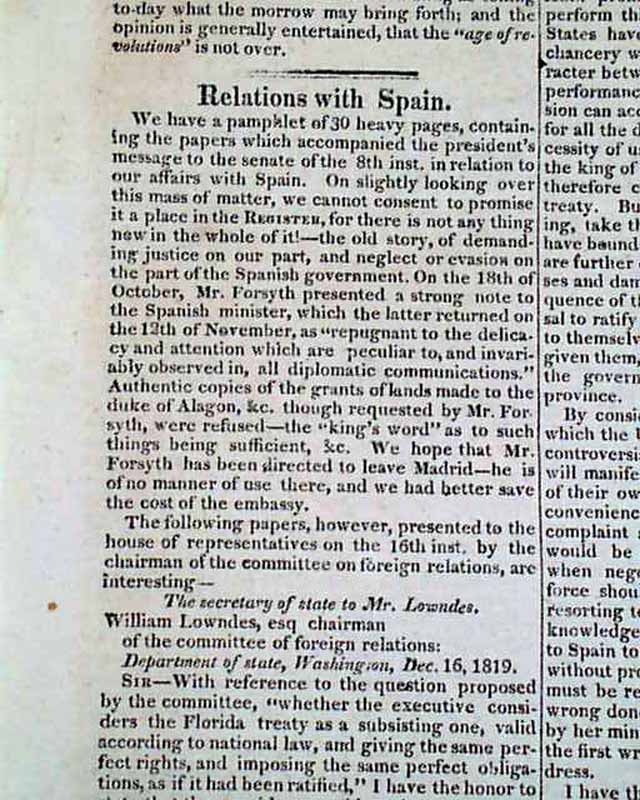 to-day what the morrow may bring forth; and the
opinion is generally entertained, that the "age of re-
volutions" is not over.
Relations with Spain.
We have a pamphlet of 30 heavy pages, contain-
ing the papers which accompanied the president's
message to the senate of the 8th inst. in relation to
our affairs with Spain. On slightly looking over
this mass of matter, we cannot consent to promise
it a place in the REGISTER, for there is not any thing
new in the whole of it!—the old story, of demand-
ing justice on our part, and neglect or evasion on
the part of the Spanish government. On the 18th of
October, Mr. Forsyth presented a strong note to
the Spanish minister, which the latter returned on
the 12th of November, as "repugnant to the delica-
cy and attention which are peculiar to, and invari-
ably observed in, all diplomatic communications."
Authentic copies of the grants of lands made to the
duke of Alagon, &c. though requested by Mr. For-
syth, were refused—the "king's word" as to such
things being sufficient, &c. We hope that Mr.
Forsyth has been directed to leave Madrid—he is
of no manner of use there, and we had better save
the cost of the embassy.
The following papers, however, presented to the
house of representatives on the 16th inst. by the
chairman of the committee on foreign relations, are
interesting—
The secretary of state to Mr. Lowndes.
William Lowndes, esq chairman
of the committee of foreign relations:
Department of state, Washington, Dec. 16, 1819.
SIR—With reference to the question proposed
by the committee, "whether the executive consi-
ders the Florida treaty as a subsisting one, valid
according to national law, and giving the same per-
fect rights, and imposing the same perfect obliga-
tions, as if it had been ratified," I have the honor to
perform th
States have
chancery w
racter betw
performanc
sion can acc
for all the d
cessity of u
the king of
therefore c
treaty. Bu
ing, take th
have bound
are further
ses and dam
quence of th
sal to ratify
to themselv
given them,
the govern
province.
By consi
which the U
controversi
will manife
of their ow
convenienc
complaint
would be
when nego
force shou
resorting to
knowledge
to Spain to
without pro
must be re
wrong don
by her min
the first wr
dress.
I have th